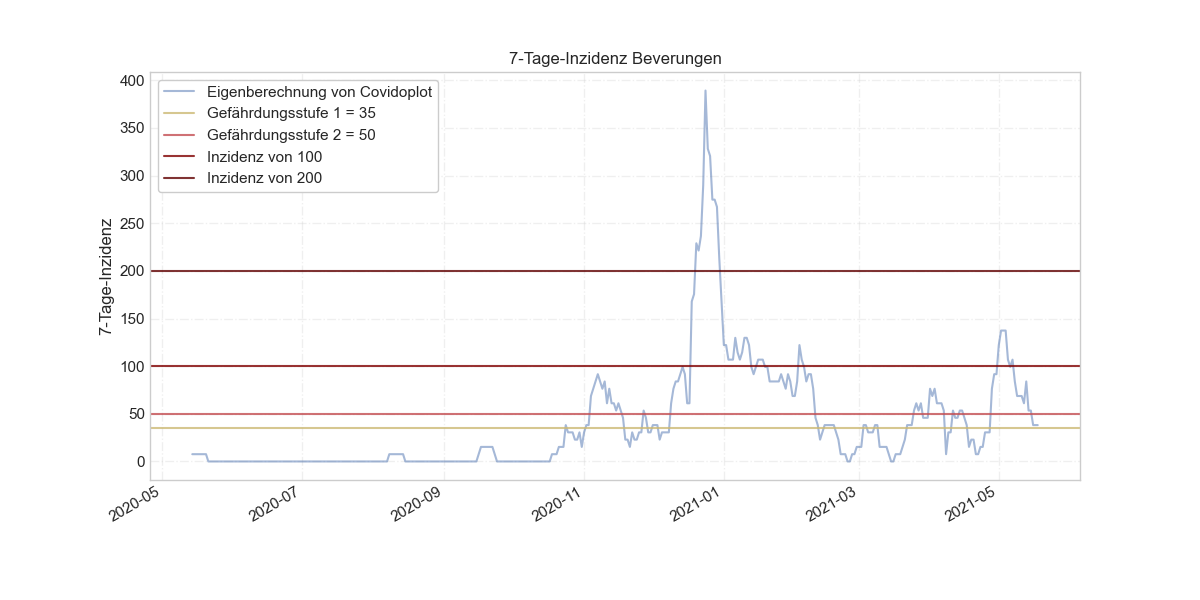 7-Tage-Inzidenz Beverungen
Eigenberechnung von Covidoplot
Gefährdungsstufe 1 = 35
Gefährdungsstufe 2 = 50
Inzidenz von 100
Inzidenz von 200
7-Tage-Inzidenz
400
350
300
250
200
150
100
50
0
2020-05
2020-07
2020-09
2020-11
2021-01
2021-03
2021-05